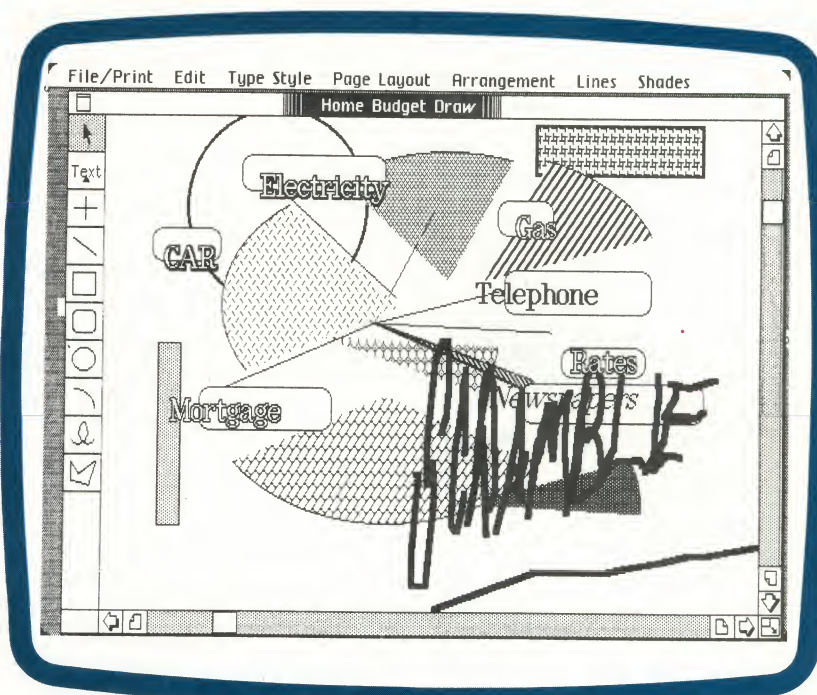 File/Print Edit Type Style Page Layout Arrangement Lines Shades
Home Budget Draw
Text
Electricity
Gas
CAR
Telephone
Rates
Newspapers
Mortgage